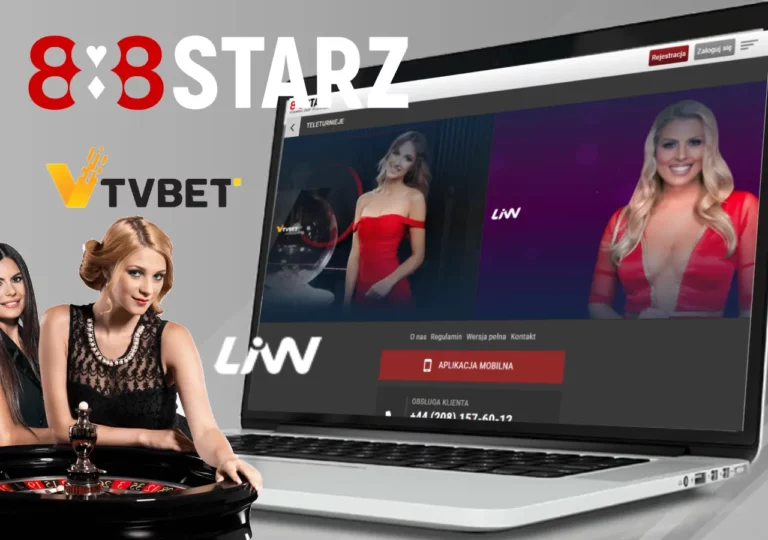 888STARZ
Rejestracja
Zaloguj się
TELETURNIEJE
VTVBET
TVBET
LiW
LiW
O nas Regulamin Wersja pełna Kontakt
APLIKACJA MOBILNA
OBSŁUGA KLIENTA
+44 (208) 157-60-12